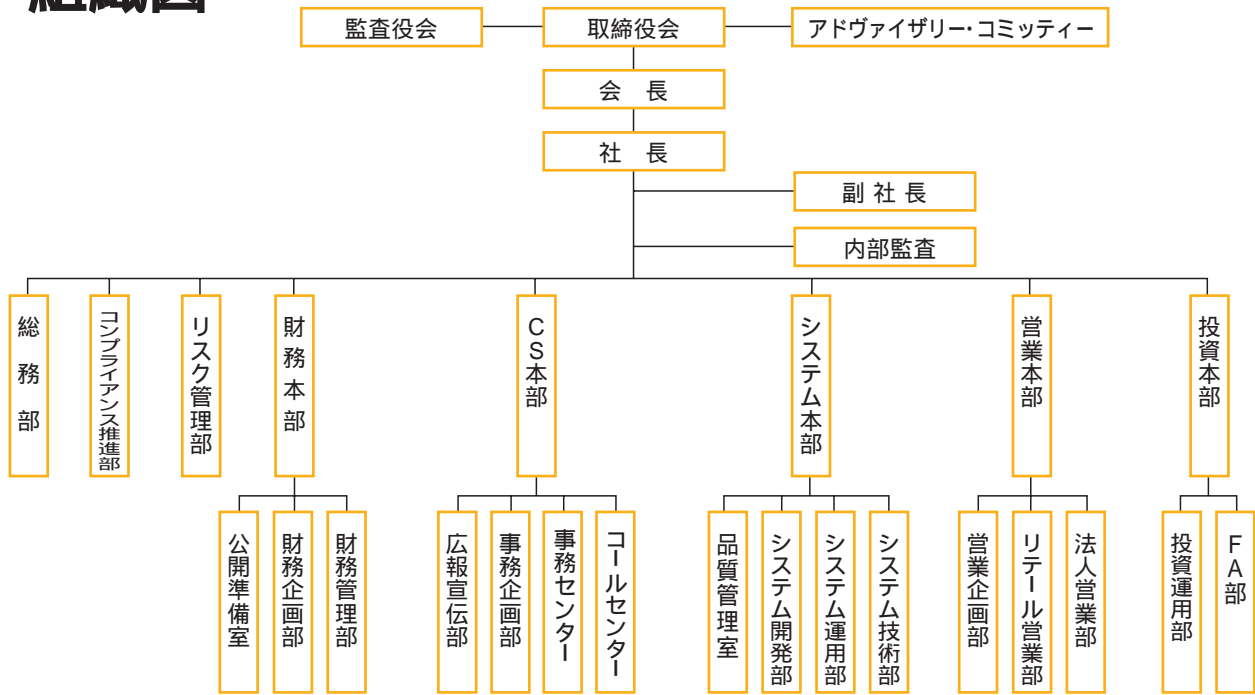 組織図
監査役会
取締役会
アドヴァイザリー・コミッティー
会 長
社 長
副 社 長
内部監査
総務部
コンプライアンス推進部
リスク管理部
財務本部
CS本部
システム本部
営業本部
投資本部
公開準備室
財務企画部
財務管理部
広報宣伝部
事務企画部
事務センター
コールセンター
品質管理室
システム開発部
システム運用部
システム技術部
営業企画部
リテール営業部
法人営業部
投資運用部
FA部